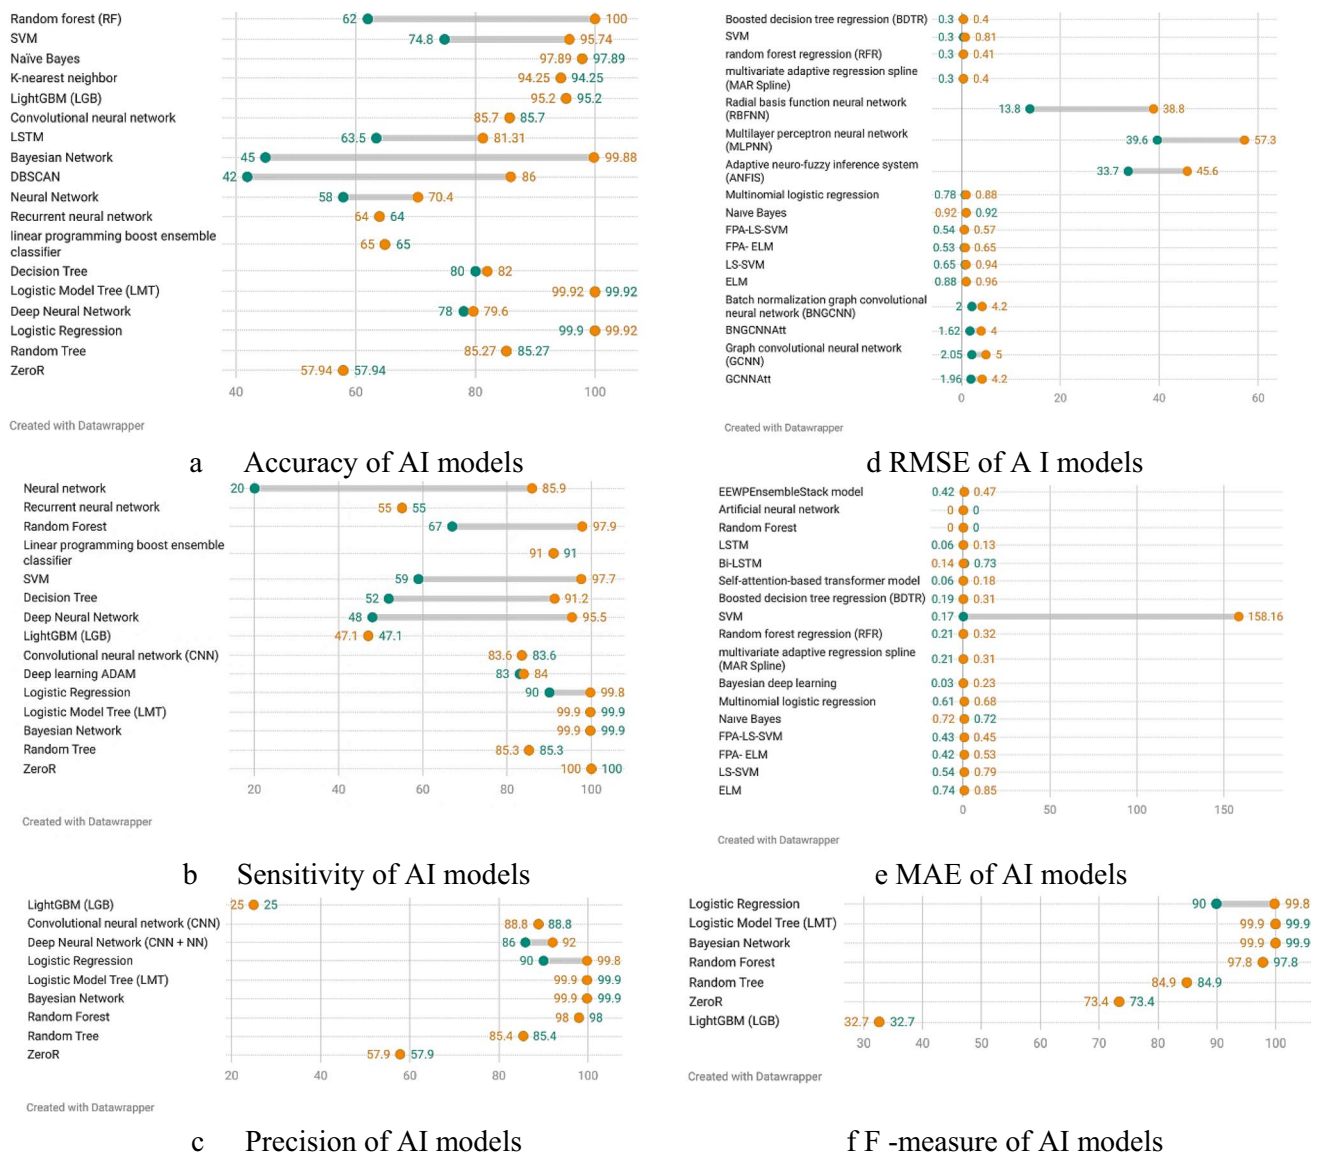 Random forest (RF) 62 100
SVM 74.8 95.74
Naïve Bayes 97.89 97.89
K-nearest neighbor 94.25 94.25
LightGBM (LGB) 95.2 95.2
Convolutional neural network 85.7 85.7
LSTM 63.5 81.31
Bayesian Network 45 99.88
DBSCAN 42 86
Neural Network 58 70.4
Recurrent neural network 64 64
linear programming boost ensemble
classifier 65 65
Decision Tree 80 82
Logistic Model Tree (LMT) 99.92 99.92
Deep Neural Network 78 79.6
Logistic Regression 99.9 99.92
Random Tree 85.27 85.27
ZeroR 57.94 57.94
40 60 80 100
Created with Datawrapper
a Accuracy of AI models
Boosted decision tree regression (BDTR) 0.3 0.4
SVM 0.3 0.81
random forest regression (RFR) 0.3 0.41
multivariate adaptive regression spline
(MAR Spline) 0.3 0.4
Radial basis function neural network
(RBFNN) 13.8 38.8
Multilayer perceptron neural network
(MLPNN) 39.6 57.3
Adaptive neuro-fuzzy inference system
(ANFIS) 33.7 45.6
Multinomial logistic regression 0.78 0.88
Naıve Bayes 0.92 0.92
FPA-LS-SVM 0.54 0.57
FPA- ELM 0.53 0.65
LS-SVM 0.65 0.94
ELM 0.88 0.96
Batch normalization graph convolutional
neural network (BNGCNN) 2 4.2
BNGCNNAtt 1.62 4
Graph convolutional neural network
(GCNN) 2.05 5
GCNNAtt 1.96 4.2
0 20 40 60
Created with Datawrapper
d RMSE of A I models
Neural network 20 85.9
Recurrent neural network 55 55
Random Forest 67 97.9
Linear programming boost ensemble
classifier 91 91
SVM 59 97.7
Decision Tree 52 91.2
Deep Neural Network 48 95.5
LightGBM (LGB) 47.1 47.1
Convolutional neural network (CNN) 83.6 83.6
Deep learning ADAM 83 84
Logistic Regression 90 99.8
Logistic Model Tree (LMT) 99.9 99.9
Bayesian Network 99.9 99.9
Random Tree 85.3 85.3
ZeroR 100 100
20 40 60 80 100
Created with Datawrapper
b Sensitivity of AI models
EEWPEnsembleStack model 0.42 0.47
Artificial neural network 0 0
Random Forest 0 0
LSTM 0.06 0.13
Bi-LSTM 0.14 0.73
Self-attention-based transformer model 0.06 0.18
Boosted decision tree regression (BDTR) 0.19 0.31
SVM 0.17 158.16
Random forest regression (RFR) 0.21 0.32
multivariate adaptive regression spline
(MAR Spline) 0.21 0.31
Bayesian deep learning 0.03 0.23
Multinomial logistic regression 0.61 0.68
Naıve Bayes 0.72 0.72
FPA-LS-SVM 0.43 0.45
FPA- ELM 0.42 0.53
LS-SVM 0.54 0.79
ELM 0.74 0.85
0 50 100 150
Created with Datawrapper
e MAE of AI models
LightGBM (LGB) 25 25
Convolutional neural network (CNN) 88.8 88.8
Deep Neural Network (CNN + NN) 86 92
Logistic Regression 90 99.8
Logistic Model Tree (LMT) 99.9 99.9
Bayesian Network 99.9 99.9
Random Forest 98 98
Random Tree 85.4 85.4
ZeroR 57.9 57.9
20 40 60 80 100
Created with Datawrapper
c Precision of AI models
Logistic Regression 90 99.8
Logistic Model Tree (LMT) 99.9 99.9
Bayesian Network 99.9 99.9
Random Forest 97.8 97.8
Random Tree 84.9 84.9
ZeroR 73.4 73.4
LightGBM (LGB) 32.7 32.7
30 40 50 60 70 80 90 100
Created with Datawrapper
f F -measure of AI models